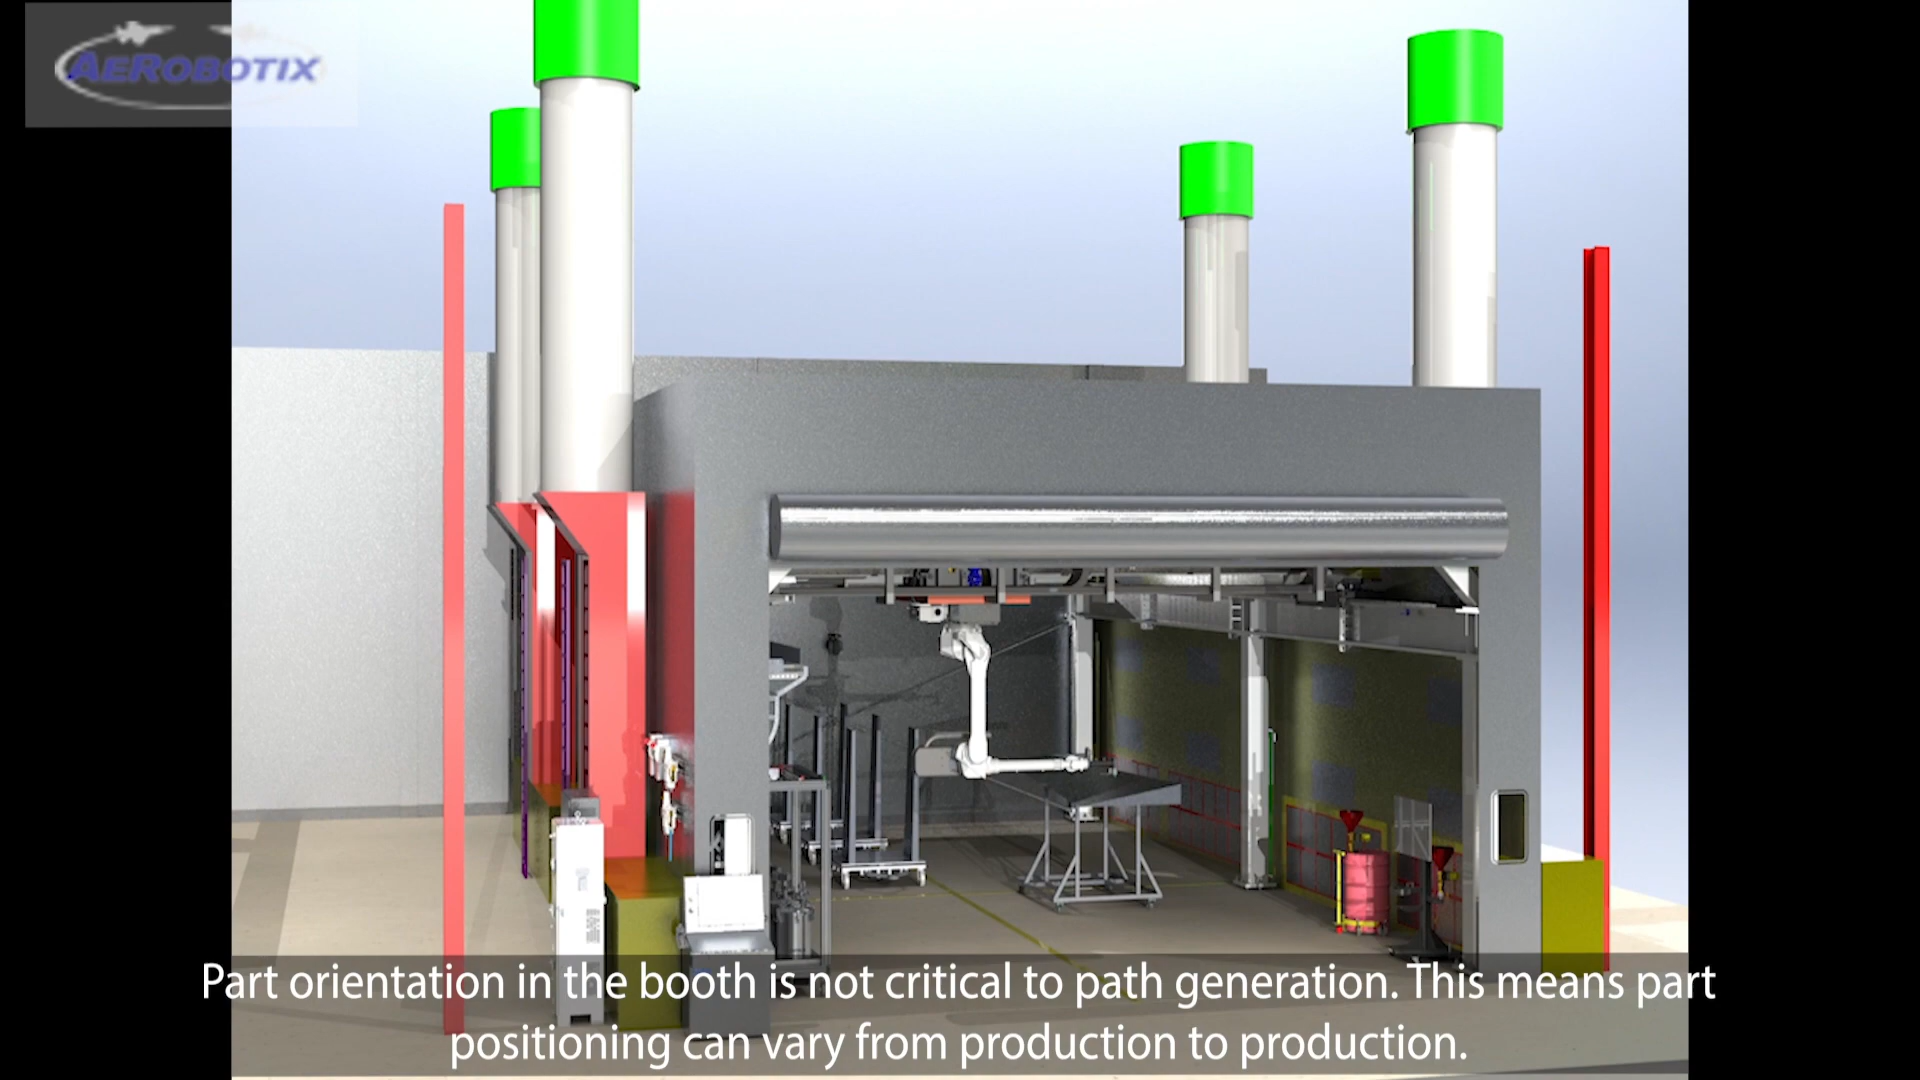 AEROBOTIX
Part orientation in the booth is not critical to path generation. This means part
positioning can vary from production to production.